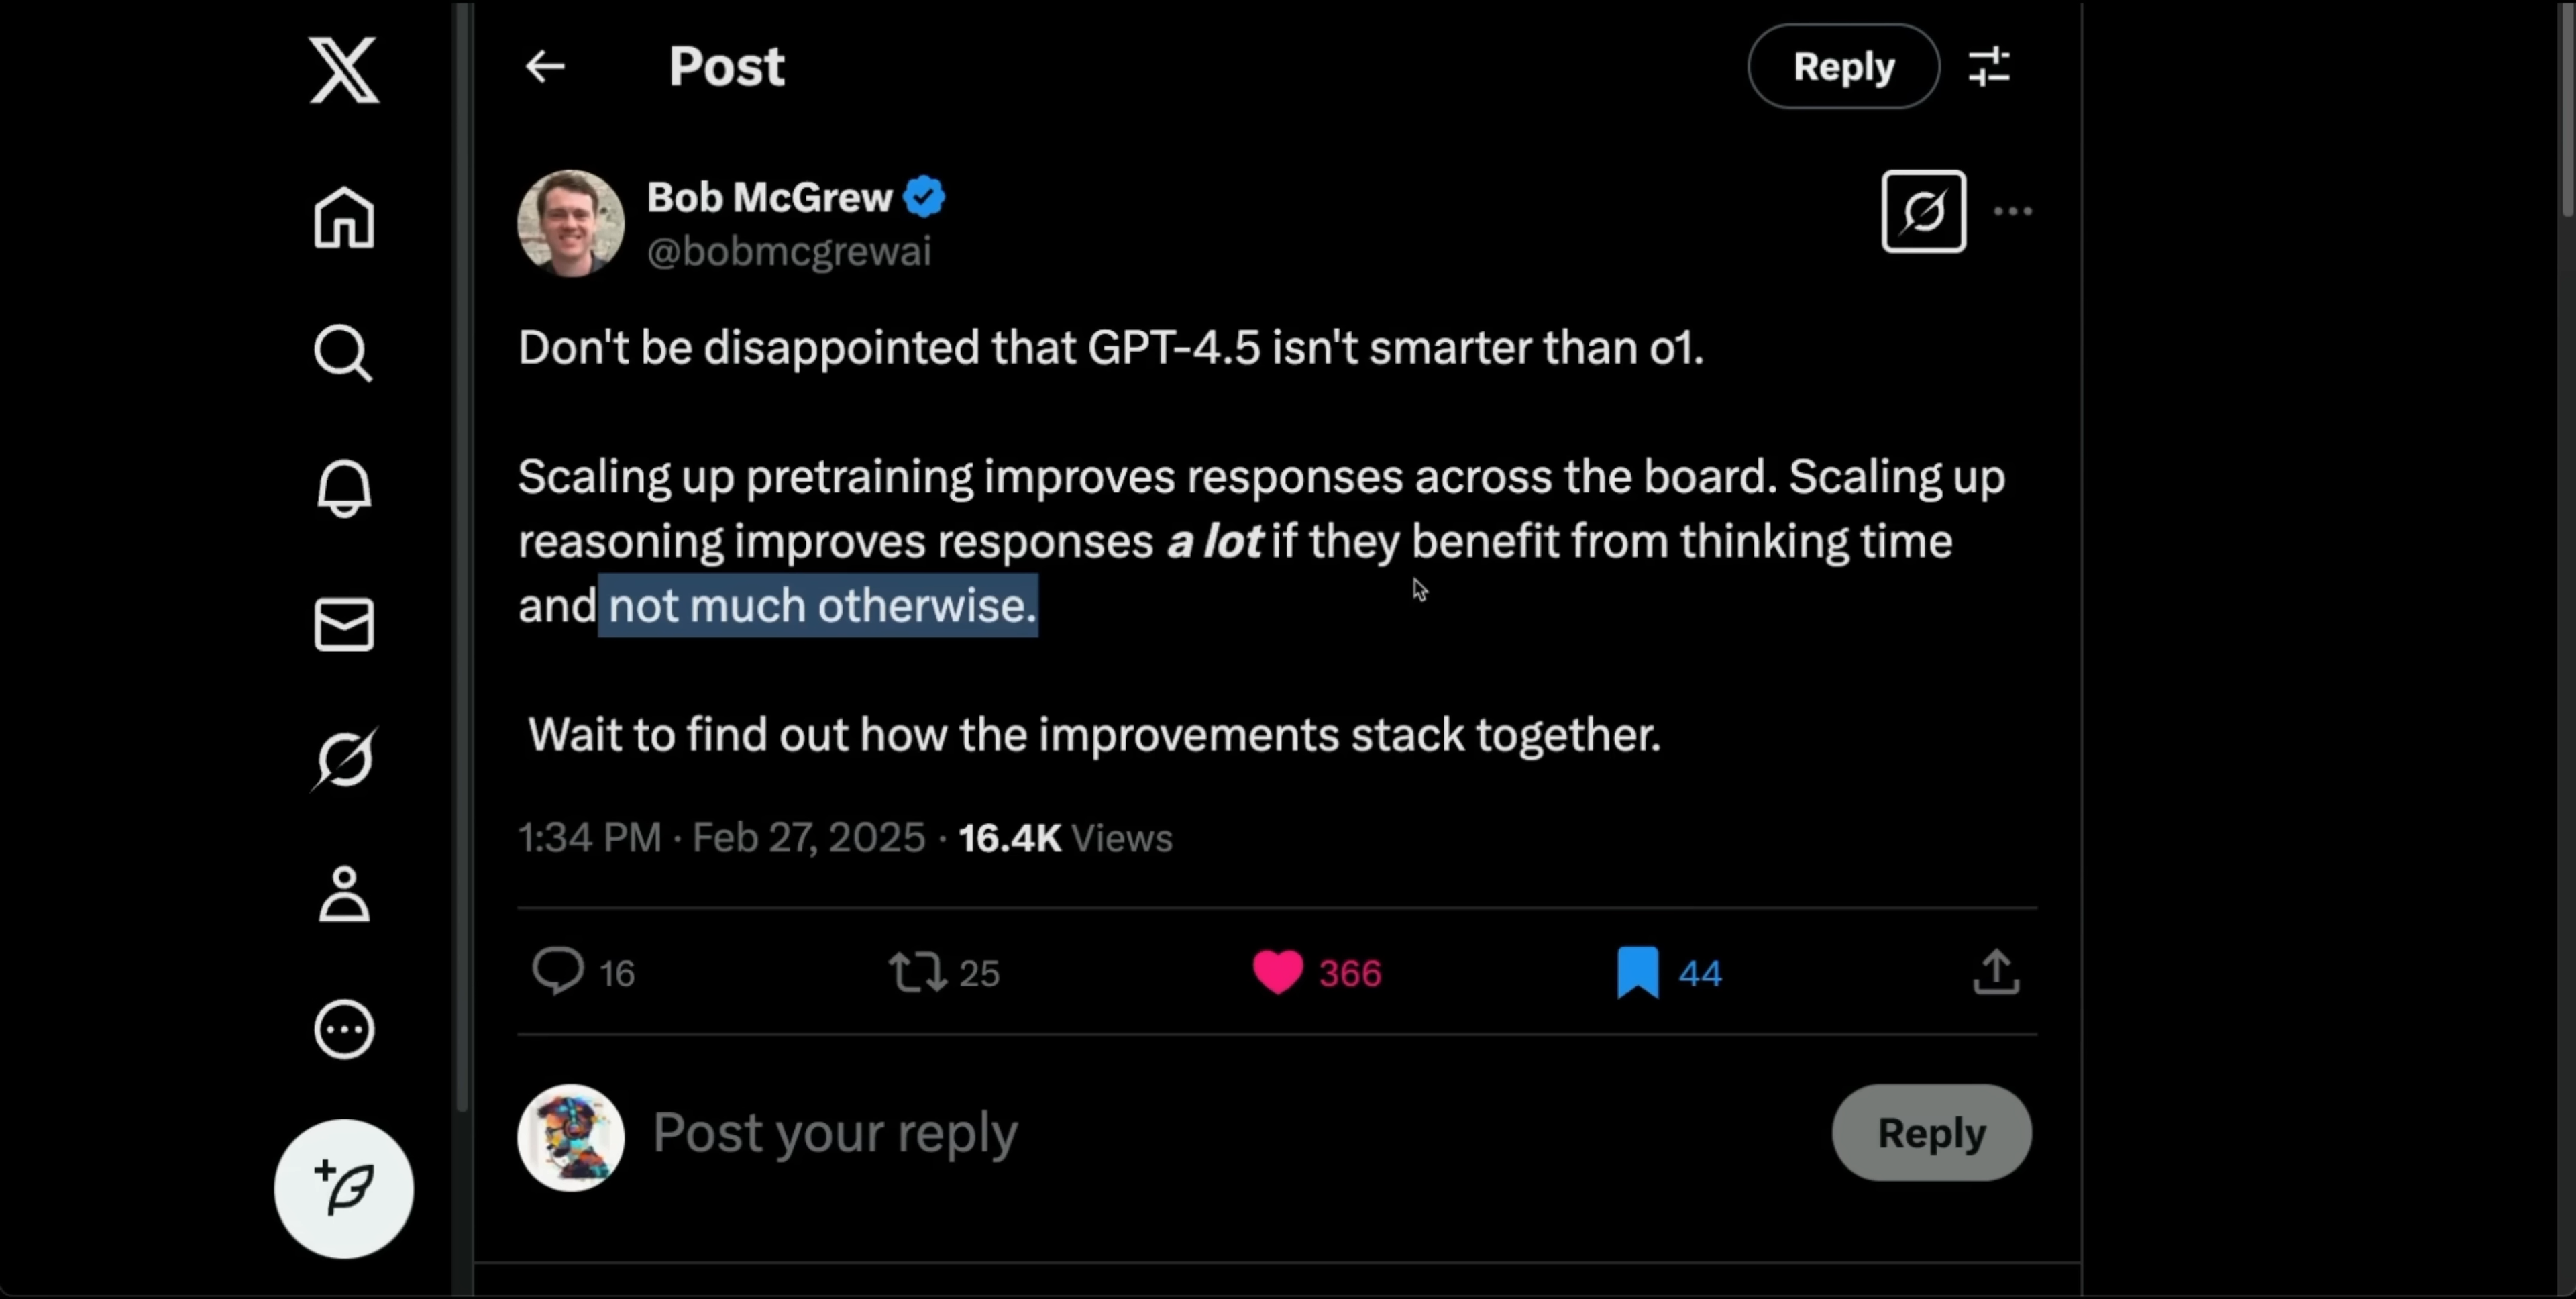 Post
Reply
Bob McGrew
@bobmcgrewai
Don't be disappointed that GPT-4.5 isn't smarter than o1.
Scaling up pretraining improves responses across the board. Scaling up
reasoning improves responses a lot if they benefit from thinking time
and not much otherwise.
Wait to find out how the improvements stack together.
1:34 PM · Feb 27, 2025 · 16.4K Views
16 25 366 44
Post your reply
Reply